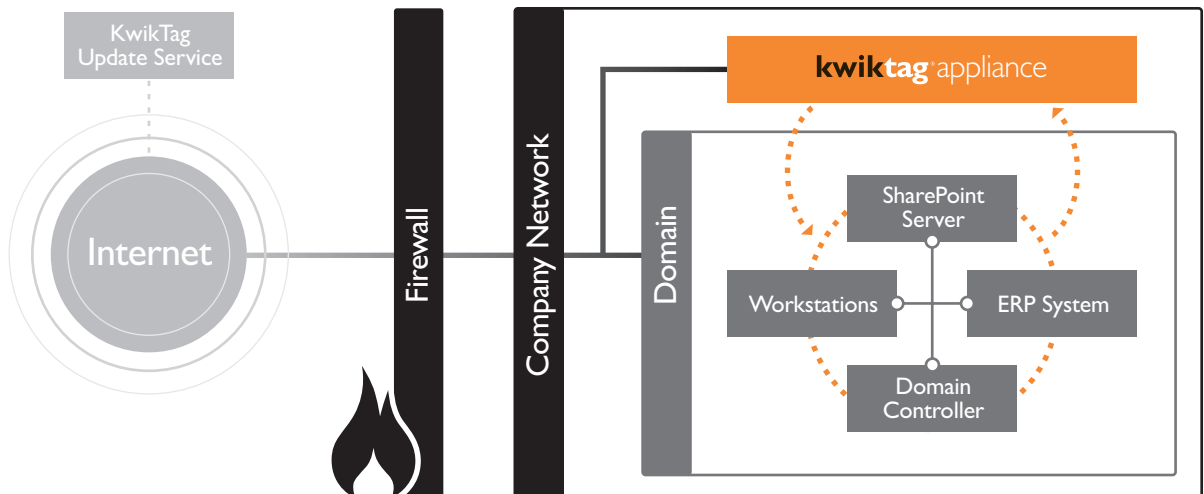 KwikTag
Update Service
Internet
Firewall
Company Network
kwiktag® appliance
Domain
SharePoint
Server
Workstations
ERP System
Domain
Controller